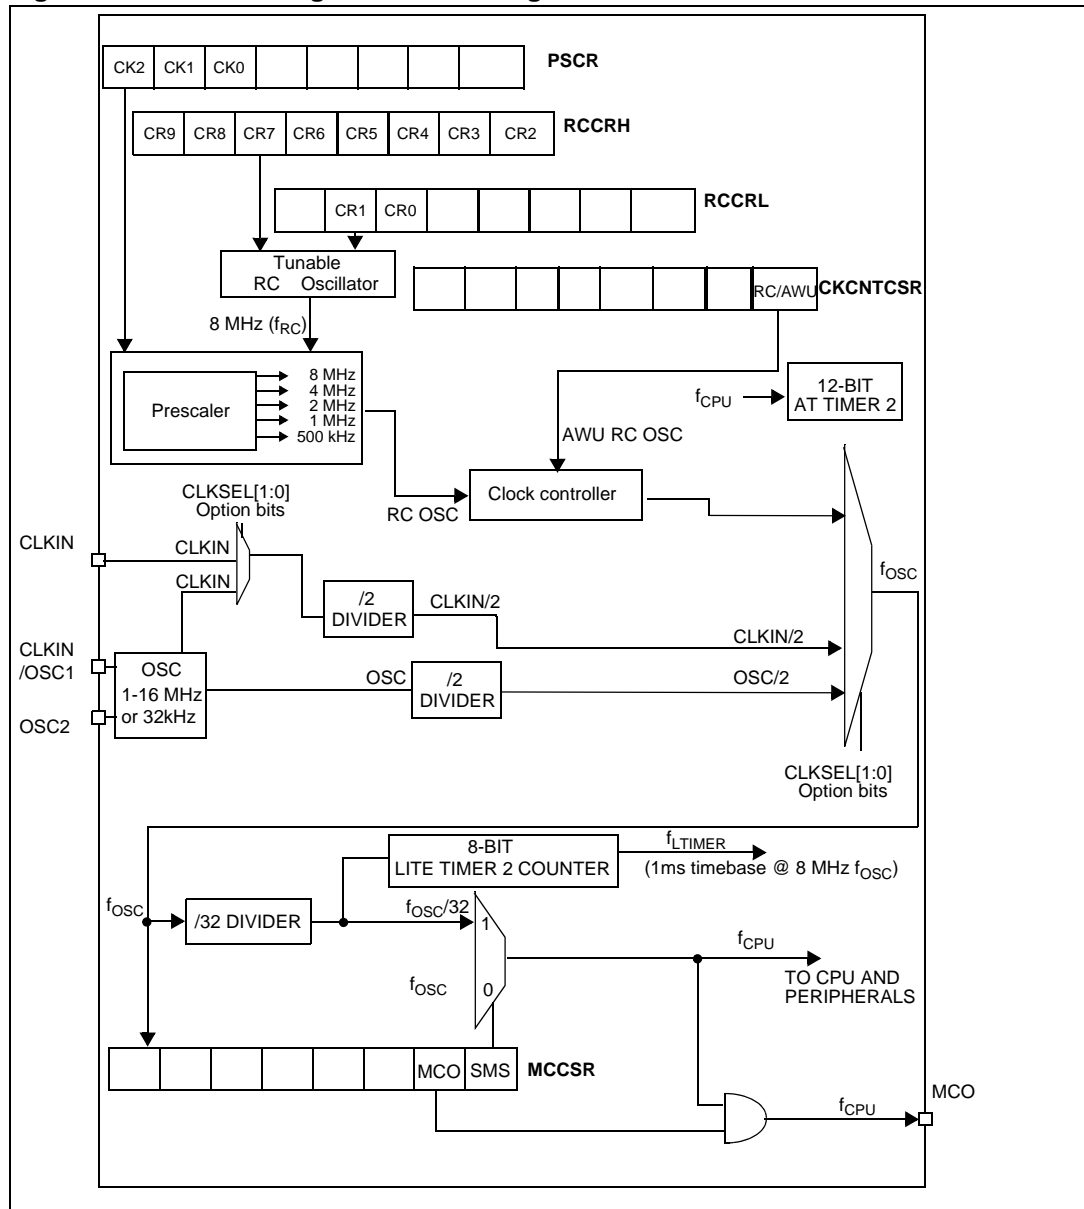 CK2 CK1 CK0 PSCR
CR9 CR8 CR7 CR6 CR5 CR4 CR3 CR2 RCCRH
CR1 CR0 RCCRL
Tunable
RC Oscillator
RC/AWU CKCNTCSR
8 MHz (fRC)
8 MHz
4 MHz
2 MHz
1 MHz
500 kHz
Prescaler
fCPU
12-BIT
AT TIMER 2
AWU RC OSC
Clock controller
RC OSC
CLKSEL[1:0]
Option bits
CLKIN
CLKIN
CLKIN
/2
DIVIDER
CLKIN/2
CLKIN/2
fOSC
CLKIN
/OSC1
OSC2
OSC
1-16 MHz
or 32kHz
OSC
/2
DIVIDER
OSC/2
CLKSEL[1:0]
Option bits
8-BIT
LITE TIMER 2 COUNTER
fLTIMER
(1ms timebase @ 8 MHz fOSC)
fOSC
/32 DIVIDER
fOSC/32
1
fOSC
0
fCPU
TO CPU AND
PERIPHERALS
MCO SMS MCCSR
fCPU
MCO